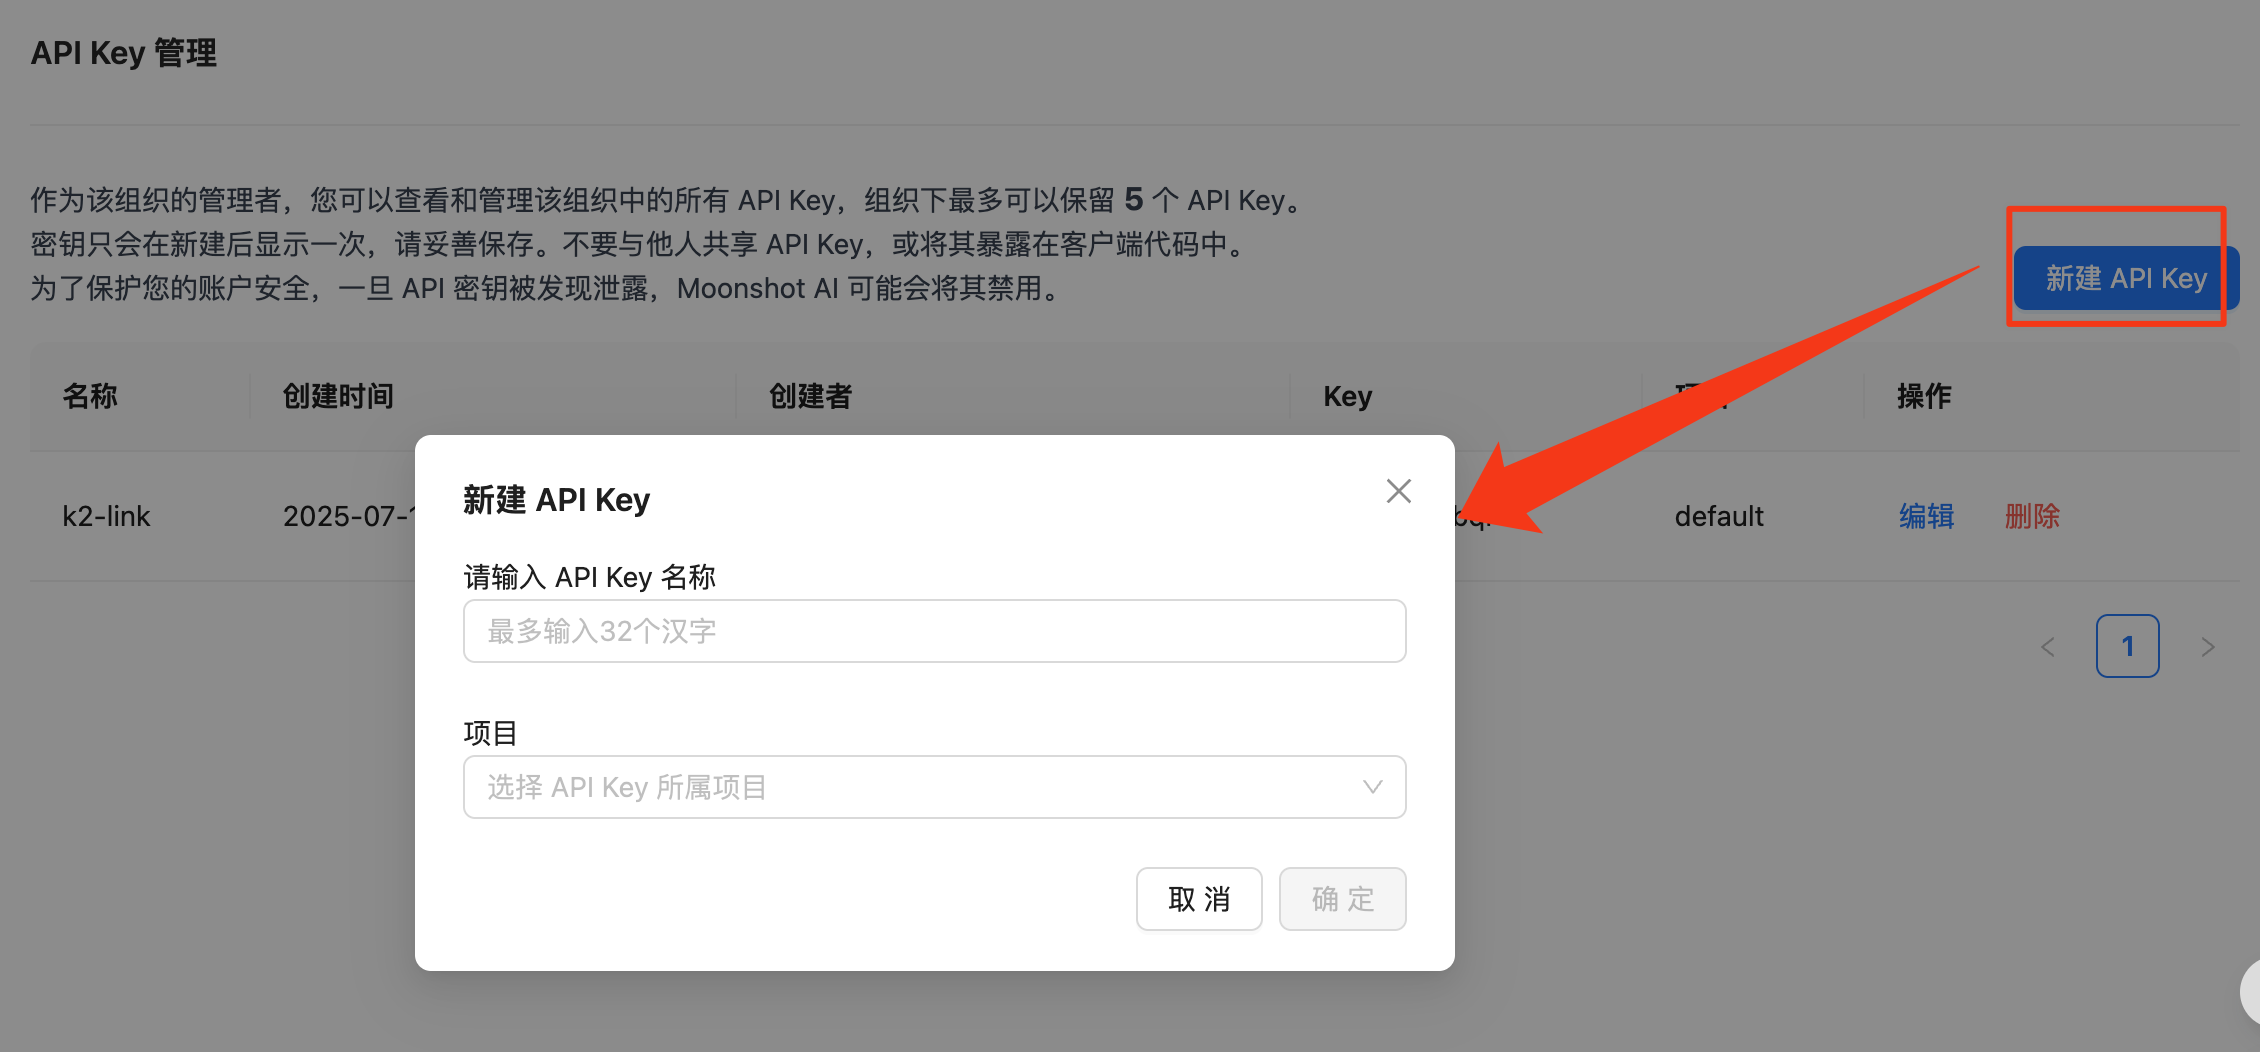 API Key 管理
作为该组织的管理者，您可以查看和管理该组织中的所有 API Key，组织下最多可以保留 5 个 API Key。
密钥只会在新建后显示一次，请妥善保存。不要与他人共享 API Key，或将其暴露在客户端代码中。
为了保护您的账户安全，一旦 API 密钥被发现泄露，Moonshot AI 可能会将其禁用。
新建 API Key
名称 创建时间 创建者 Key 操作
k2-link 2025-07- default 编辑 删除
1
新建 API Key
请输入 API Key 名称
最多输入32个汉字
项目
选择 API Key 所属项目
取 消 确 定